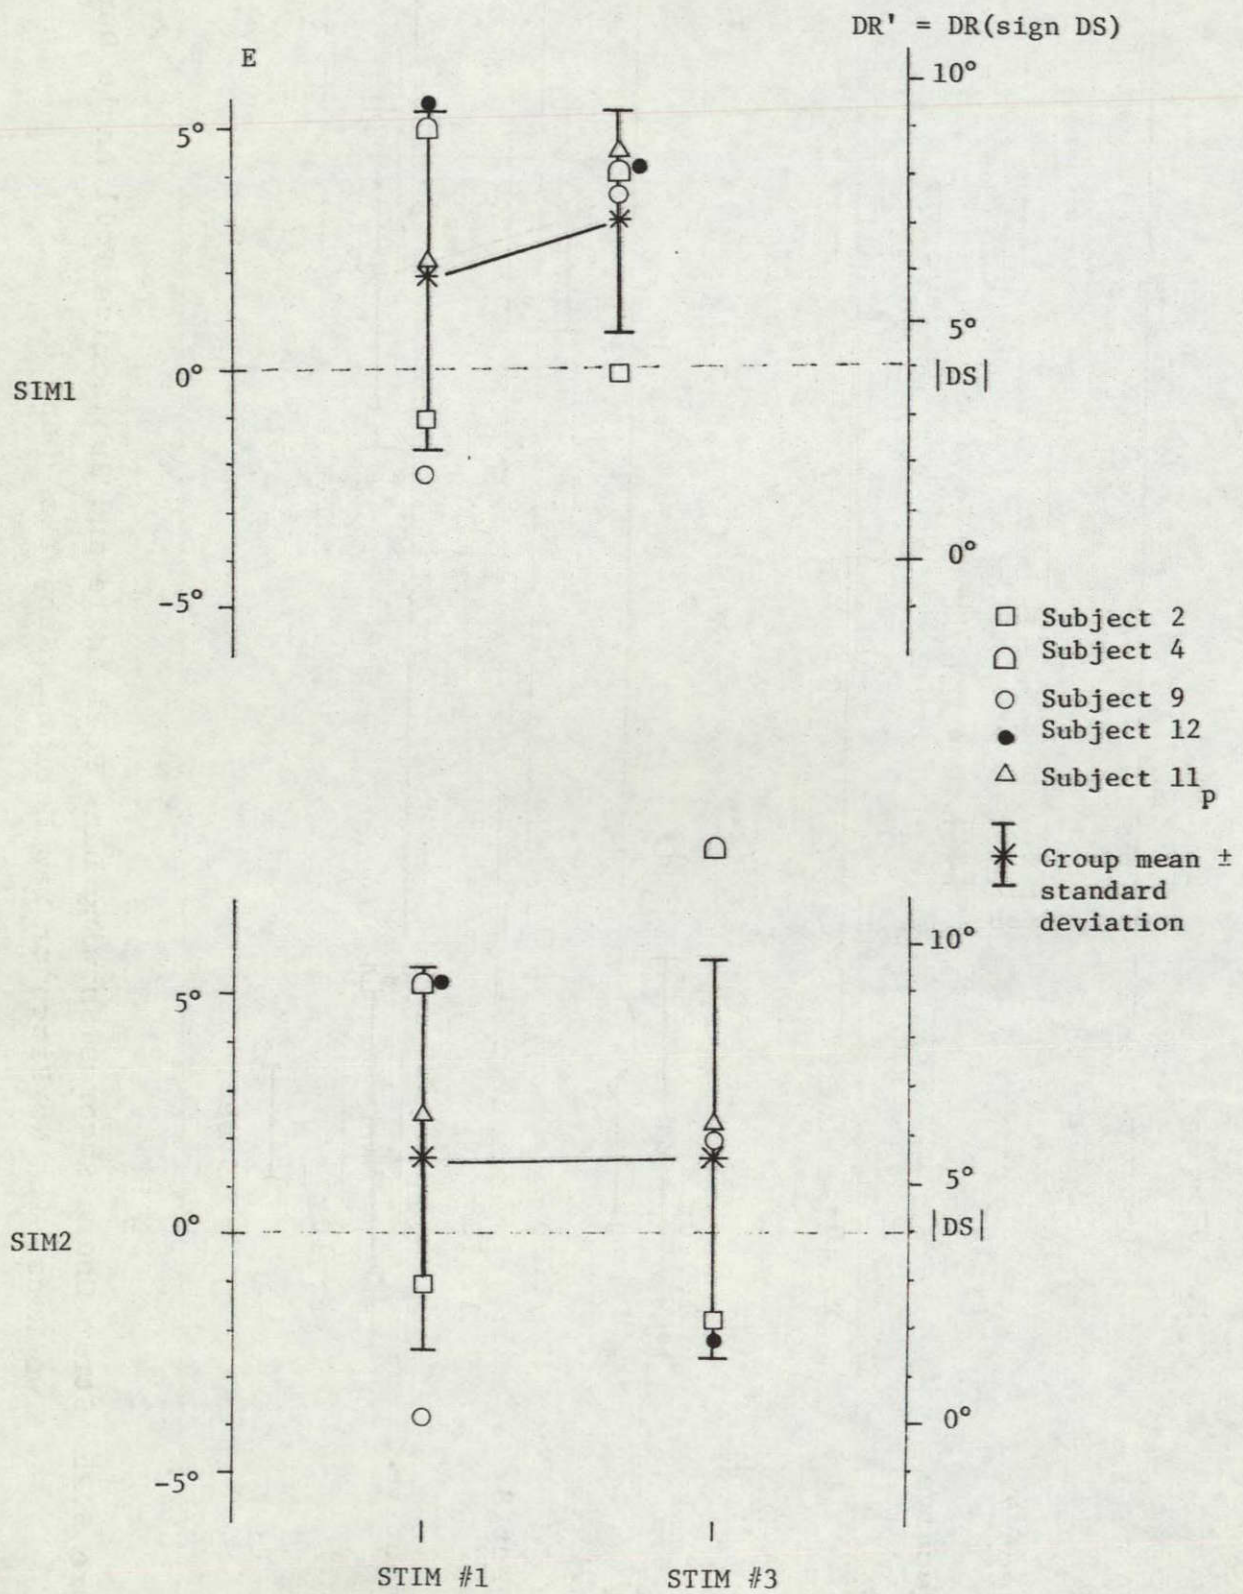 DR' = DR(sign DS)
E
10°
5°
5°
|DS|
SIM1
0°
0°
-5°
Subject 2
Subject 4
Subject 9
Subject 12
Subject 11p
Group mean ±
standard
deviation
10°
5°
5°
|DS|
SIM2
0°
0°
-5°
STIM #1
STIM #3